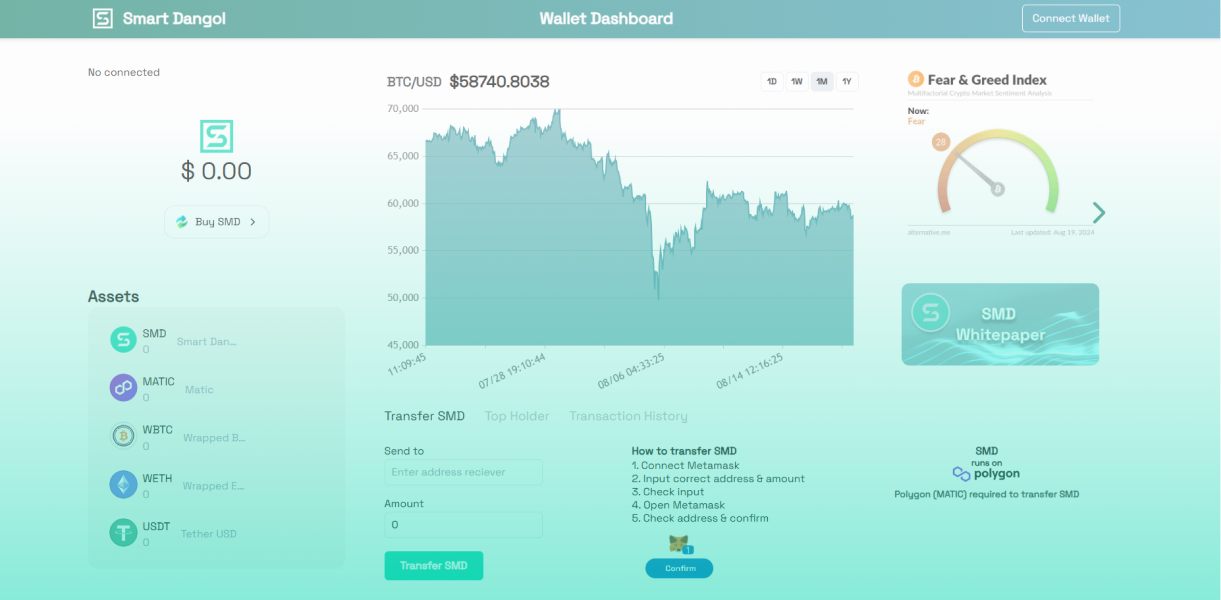 Smart Dangol
Wallet Dashboard
Connect Wallet
No connected
$ 0.00
Buy SMD
Assets
SMD
0
Smart Dan...
MATIC
0
Matic
WBTC
0
Wrapped B...
WETH
0
Wrapped E...
USDT
0
Tether USD
BTC/USD $58740.8038
1D 1W 1M 1Y
70,000
65,000
60,000
55,000
50,000
45,000
11:09:45
07/28 19:10:44
08/06 04:33:25
08/14 12:16:25
Transfer SMD Top Holder Transaction History
Send to
Enter address reciever
Amount
0
Transfer SMD
How to transfer SMD
1. Connect Metamask
2. Input correct address & amount
3. Check input
4. Open Metamask
5. Check address & confirm
1
Confirm
Fear & Greed Index
Multifactorial Crypto Market Sentiment Analysis
Now:
Fear
28
alternative.me
Last updated: Aug 19, 2024
SMD
Whitepaper
SMD
runs on
polygon
Polygon (MATIC) required to transfer SMD